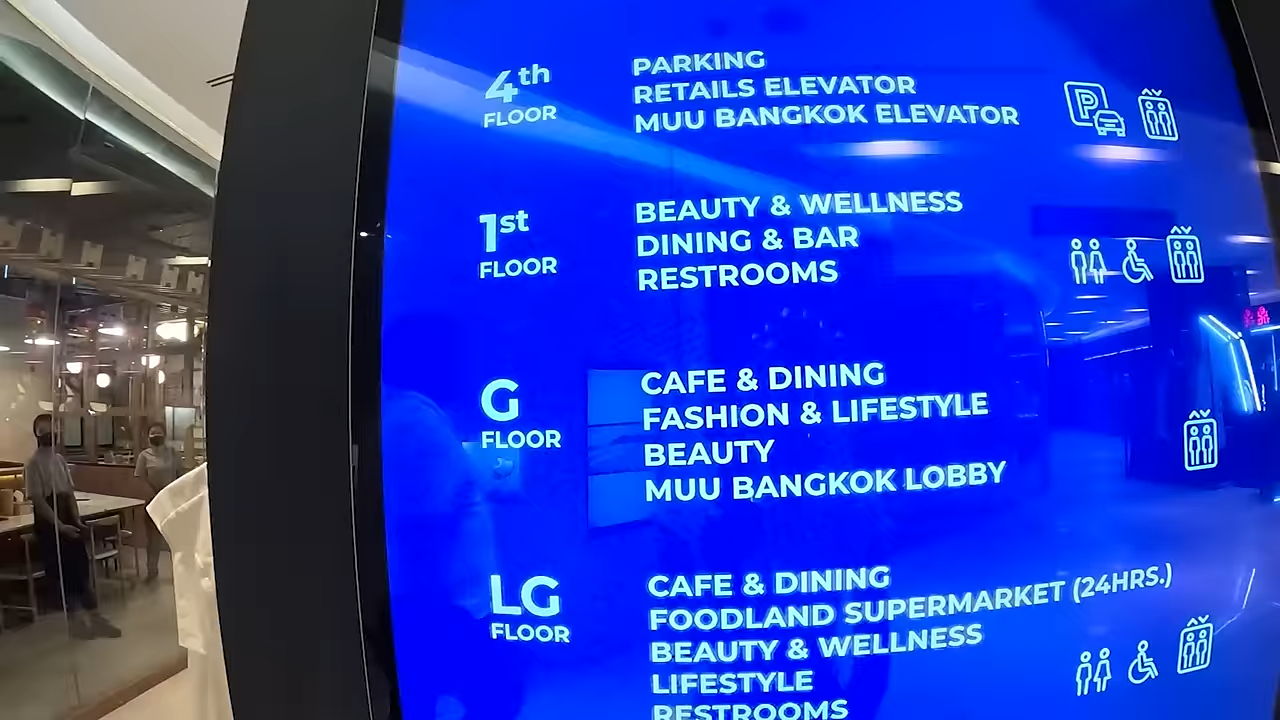 4th
FLOOR
PARKING
RETAILS ELEVATOR
MUU BANGKOK ELEVATOR
P
1st
FLOOR
BEAUTY & WELLNESS
DINING & BAR
RESTROOMS
G
FLOOR
CAFE & DINING
FASHION & LIFESTYLE
BEAUTY
MUU BANGKOK LOBBY
LG
FLOOR
CAFE & DINING
FOODLAND SUPERMARKET (24HRS.)
BEAUTY & WELLNESS
LIFESTYLE
RESTROOMS